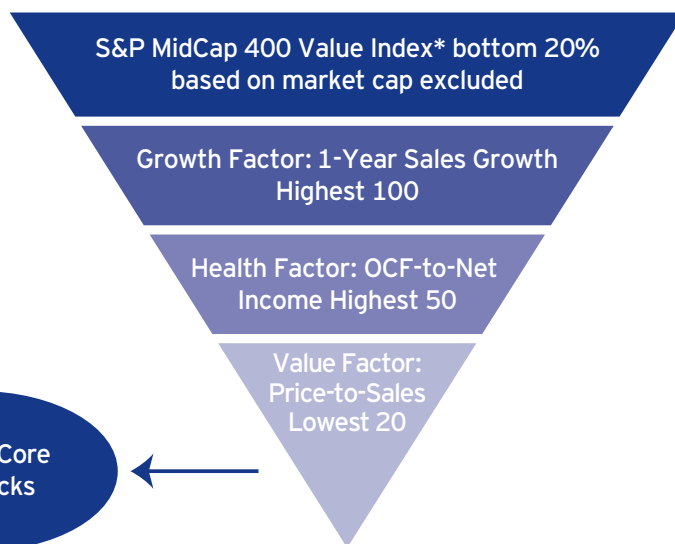 S&P MidCap 400 Value Index* bottom 20%
based on market cap excluded
Growth Factor: 1-Year Sales Growth
Highest 100
Health Factor: OCF-to-Net
Income Highest 50
Value Factor:
Price-to-Sales
Lowest 20
Core
cks